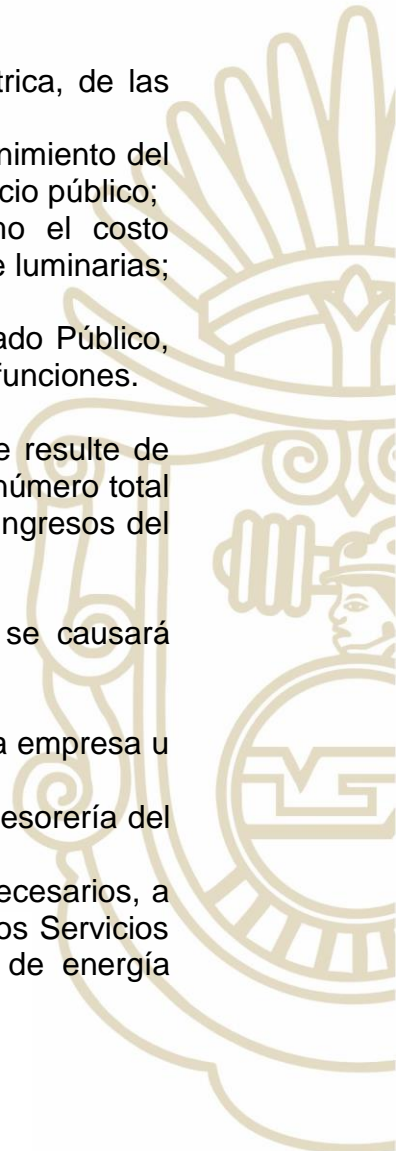 trica, de las
nimiento del
cio público;
no el costo
e luminarias;
ado Público,
funciones.
e resulte de
número total
ngresos del
se causará
a empresa u
esorería del
ecesarios, a
os Servicios
de energía